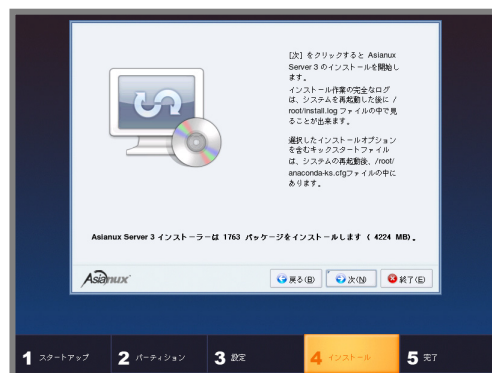 [次] をクリックすると Asianux
Server 3 のインストールを開始し
ます。
インストール作業の完全なログ
は、システムを再起動した後に /
root/install.log ファイルの中で見
ることが出来ます。
選択したインストールオプション
を含むキックスタートファイル
は、システムの再起動後、/root/
anaconda-ks.cfgファイルの中に
あります。
Asianux Server 3 インストーラーは 1763 パッケージをインストールします ( 4224 MB)。
Asianux 戻る(B) 次(N) 終了(E)
1 スタートアップ 2 パーティション 3 設定 4 インストール 5 完了